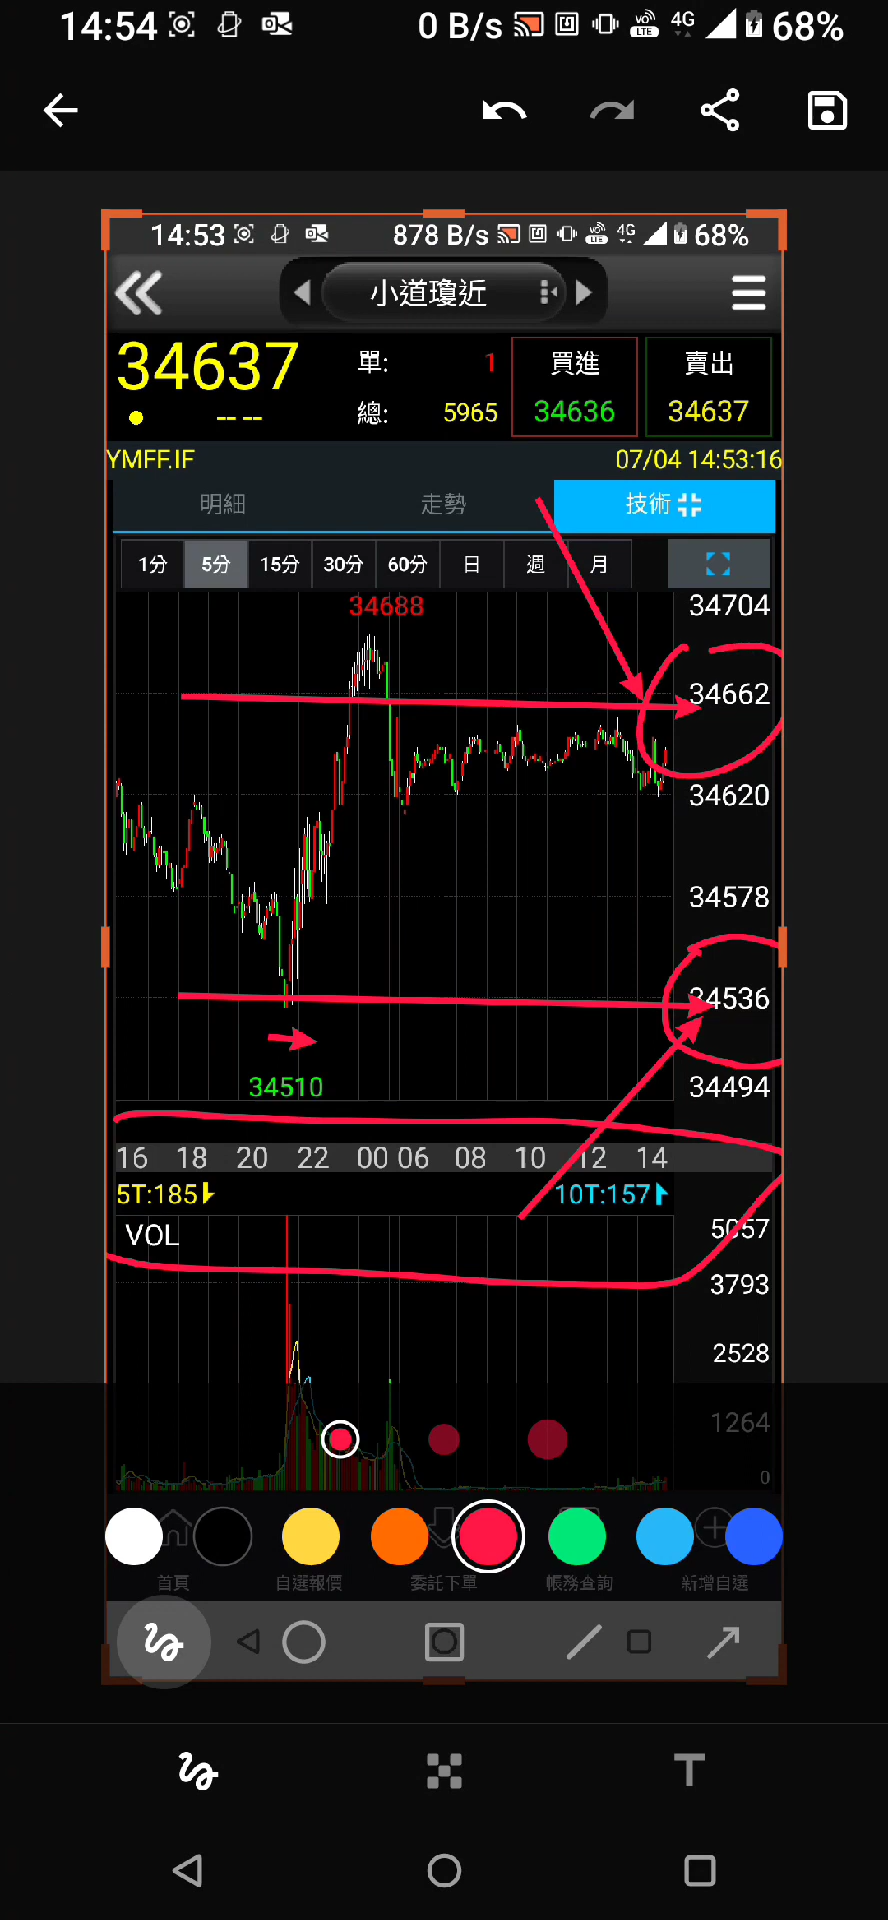 14:54 0 B/s VO LTE 4G 68%
14:53 878 B/s VO LTE 4G 68%
小道瓊近
34637 單: 1 買進 賣出
-- -- 總: 5965 34636 34637
YMFF.IF 07/04 14:53:16
明細 走勢 技術
1分 5分 15分 30分 60分 日 週 月
34704
34688
34662
34620
34578
34536
34510 34494
16 18 20 22 00 06 08 10 12 14
5T:185 10T:157
VOL 5057
3793
2528
1264
0
首頁 自選報價 委託下單 帳務查詢 新增自選
T